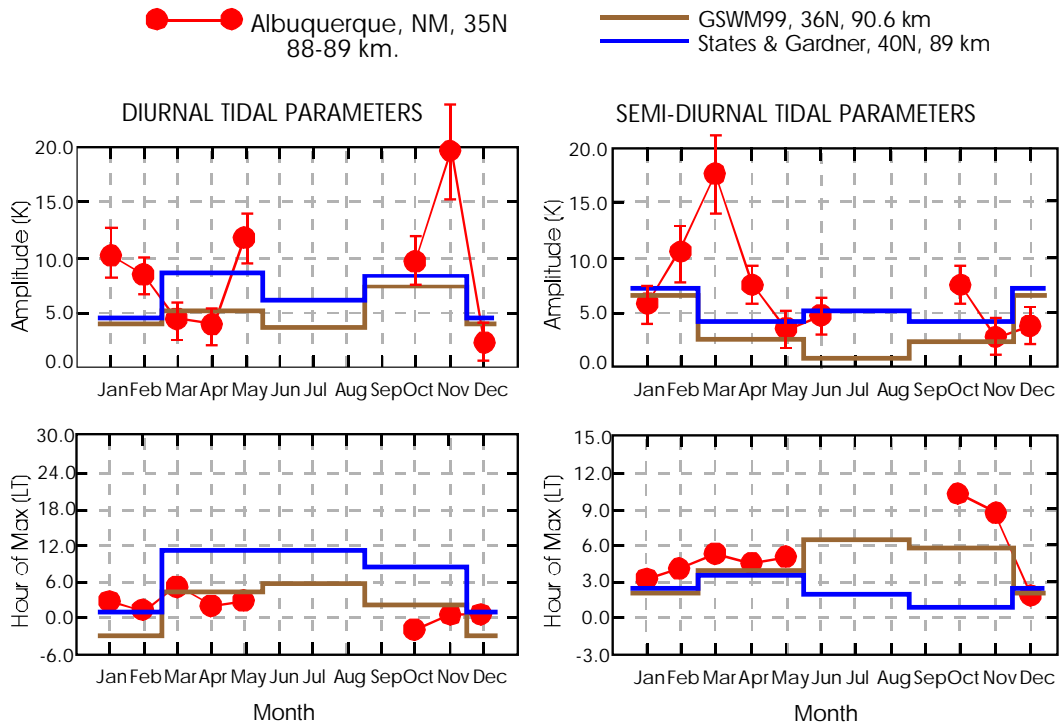 Albuquerque, NM, 35N
88-89 km.
GSWM99, 36N, 90.6 km
States & Gardner, 40N, 89 km
DIURNAL TIDAL PARAMETERS
SEMI-DIURNAL TIDAL PARAMETERS
Amplitude (K)
20.0
15.0
10.0
5.0
0.0
Jan Feb Mar Apr May Jun Jul Aug Sep Oct Nov Dec
Amplitude (K)
20.0
15.0
10.0
5.0
0.0
Jan Feb Mar Apr May Jun Jul Aug Sep Oct Nov Dec
Hour of Max (LT)
30.0
24.0
18.0
12.0
6.0
0.0
-6.0
Jan Feb Mar Apr May Jun Jul Aug Sep Oct Nov Dec
Month
Hour of Max (LT)
15.0
12.0
9.0
6.0
3.0
0.0
-3.0
Jan Feb Mar Apr May Jun Jul Aug Sep Oct Nov Dec
Month